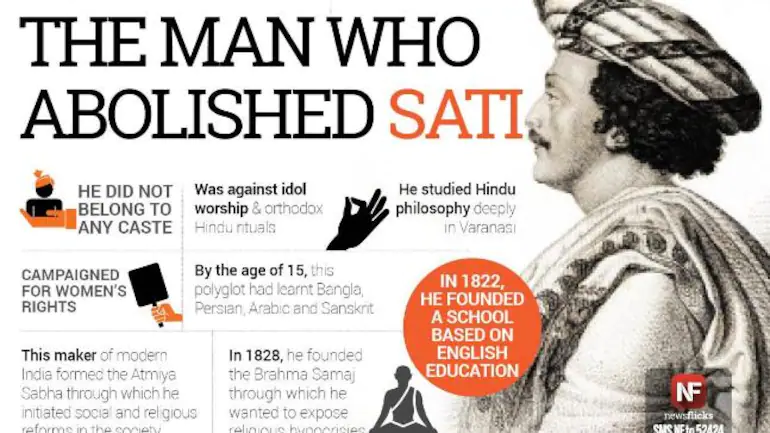 THE MAN WHO
ABOLISHED SATI
HE DID NOT
BELONG TO
ANY CASTE
Was against idol
worship & orthodox
Hindu rituals
He studied Hindu
philosophy deeply
in Varanasi
CAMPAIGNED
FOR WOMEN'S
RIGHTS
By the age of 15, this
polyglot had learnt Bangla,
Persian, Arabic and Sanskrit
IN 1822,
HE FOUNDED
A SCHOOL
BASED ON
ENGLISH
EDUCATION
This maker of modern
India formed the Atmiya
Sabha through which he
initiated social and religious
reforms in the society
In 1828, he founded
the Brahma Samaj
through which he
wanted to expose
religious hypocrisies
NF
newsflicks
SMS NF to 52424